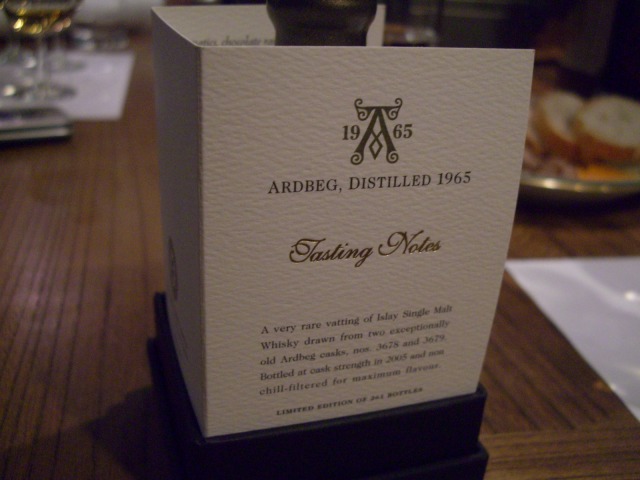 chocolate
19 A 65
ARDBEG, DISTILLED 1965
Tasting Notes
A very rare vatting of Islay Single Malt
Whisky drawn from two exceptionally
old Ardbeg casks, nos. 3678 and 3679.
Bottled at cask strength in 2005 and non
chill-filtered for maximum flavour.
LIMITED EDITION OF 261 BOTTLES